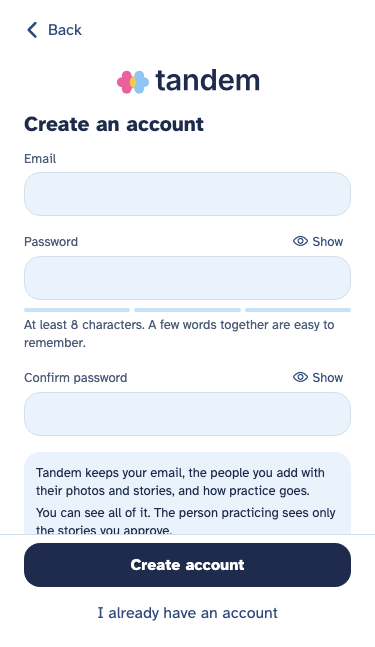 Back
tandem
Create an account
Email
Password
Show
At least 8 characters. A few words together are easy to
remember.
Confirm password
Show
Tandem keeps your email, the people you add with
their photos and stories, and how practice goes.
You can see all of it. The person practicing sees only
the stories you approve.
Create account
I already have an account